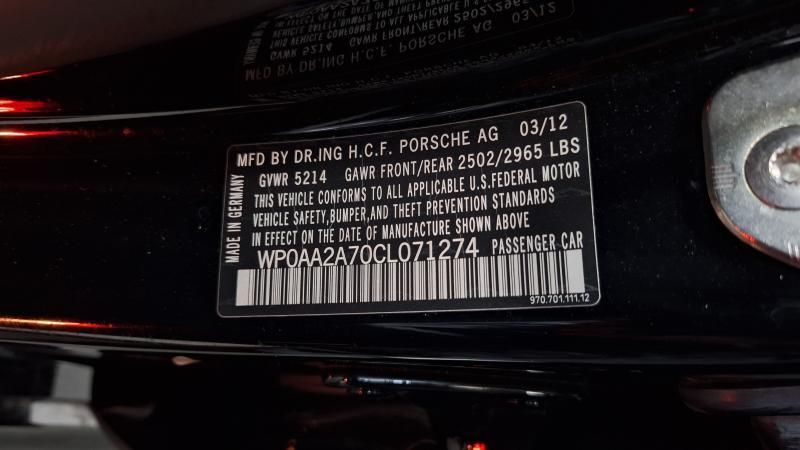 MFD BY DR.ING H.C.F. PORSCHE AG 03/12
GVWR 5214 GAWR FRONT/REAR 2502/2965 LBS
THIS VEHICLE CONFORMS TO ALL APPLICABLE U.S.FEDERAL MOTOR
VEHICLE SAFETY,BUMPER,AND THEFT PREVENTION STANDARDS
IN EFFECT ON THE DATE OF MANUFACTURE SHOWN ABOVE
WP0AA2A70CL071274 PASSENGER CAR
970.701.111.12
MADE IN GERMANY